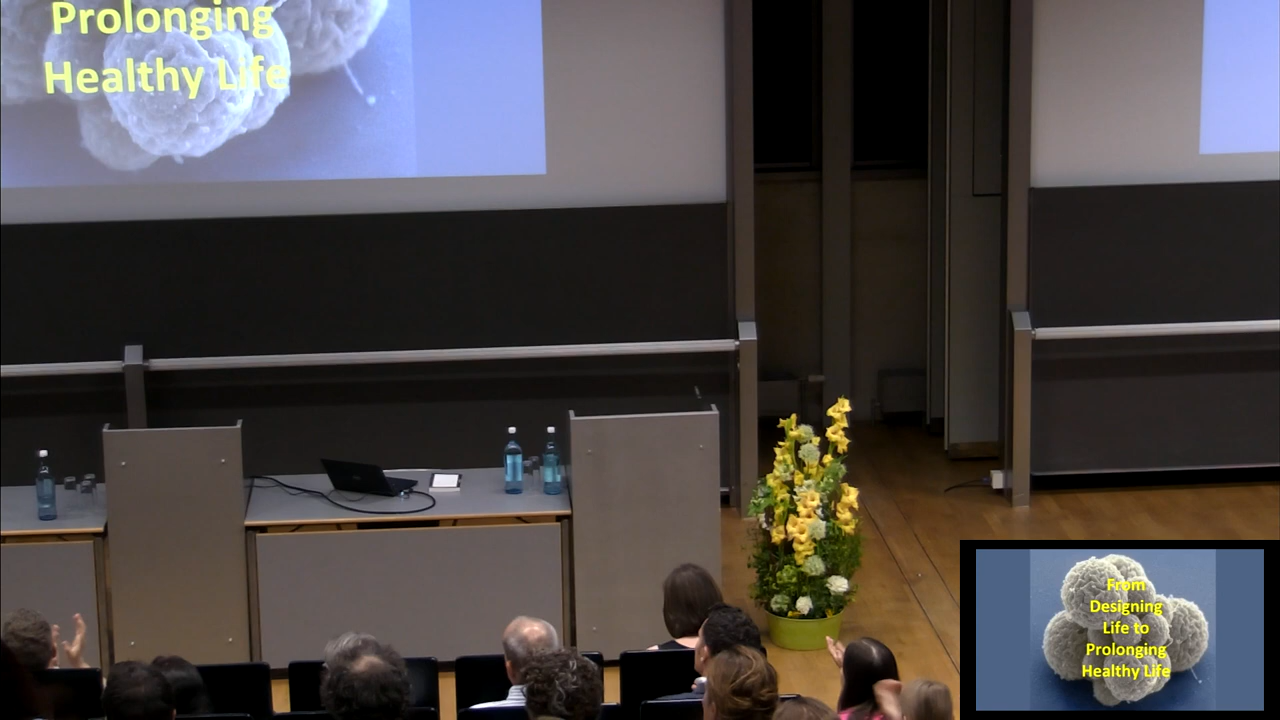 Prolonging
Healthy Life
From
Designing
Life to
Prolonging
Healthy Life